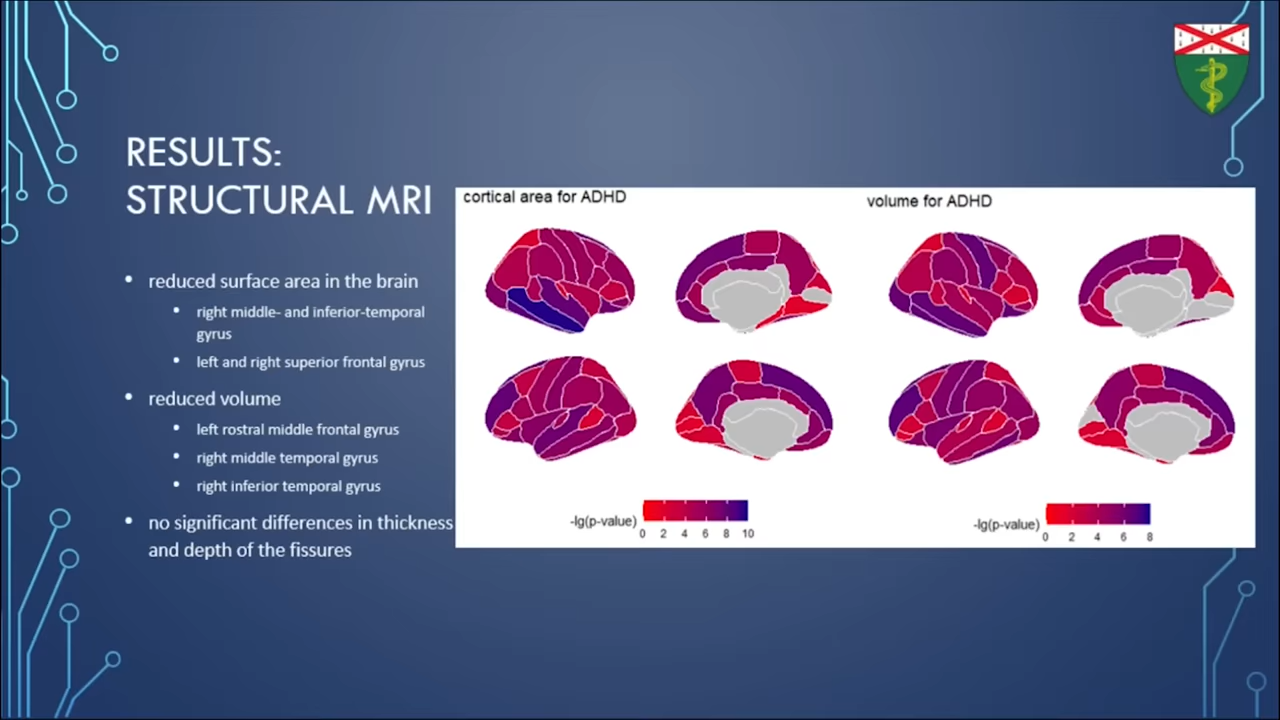 RESULTS:
STRUCTURAL MRI
• reduced surface area in the brain
• right middle- and inferior-temporal
gyrus
• left and right superior frontal gyrus
• reduced volume
• left rostral middle frontal gyrus
• right middle temporal gyrus
• right inferior temporal gyrus
• no significant differences in thickness
and depth of the fissures
cortical area for ADHD
-lg(p-value)
0 2 4 6 8 10
volume for ADHD
-lg(p-value)
0 2 4 6 8